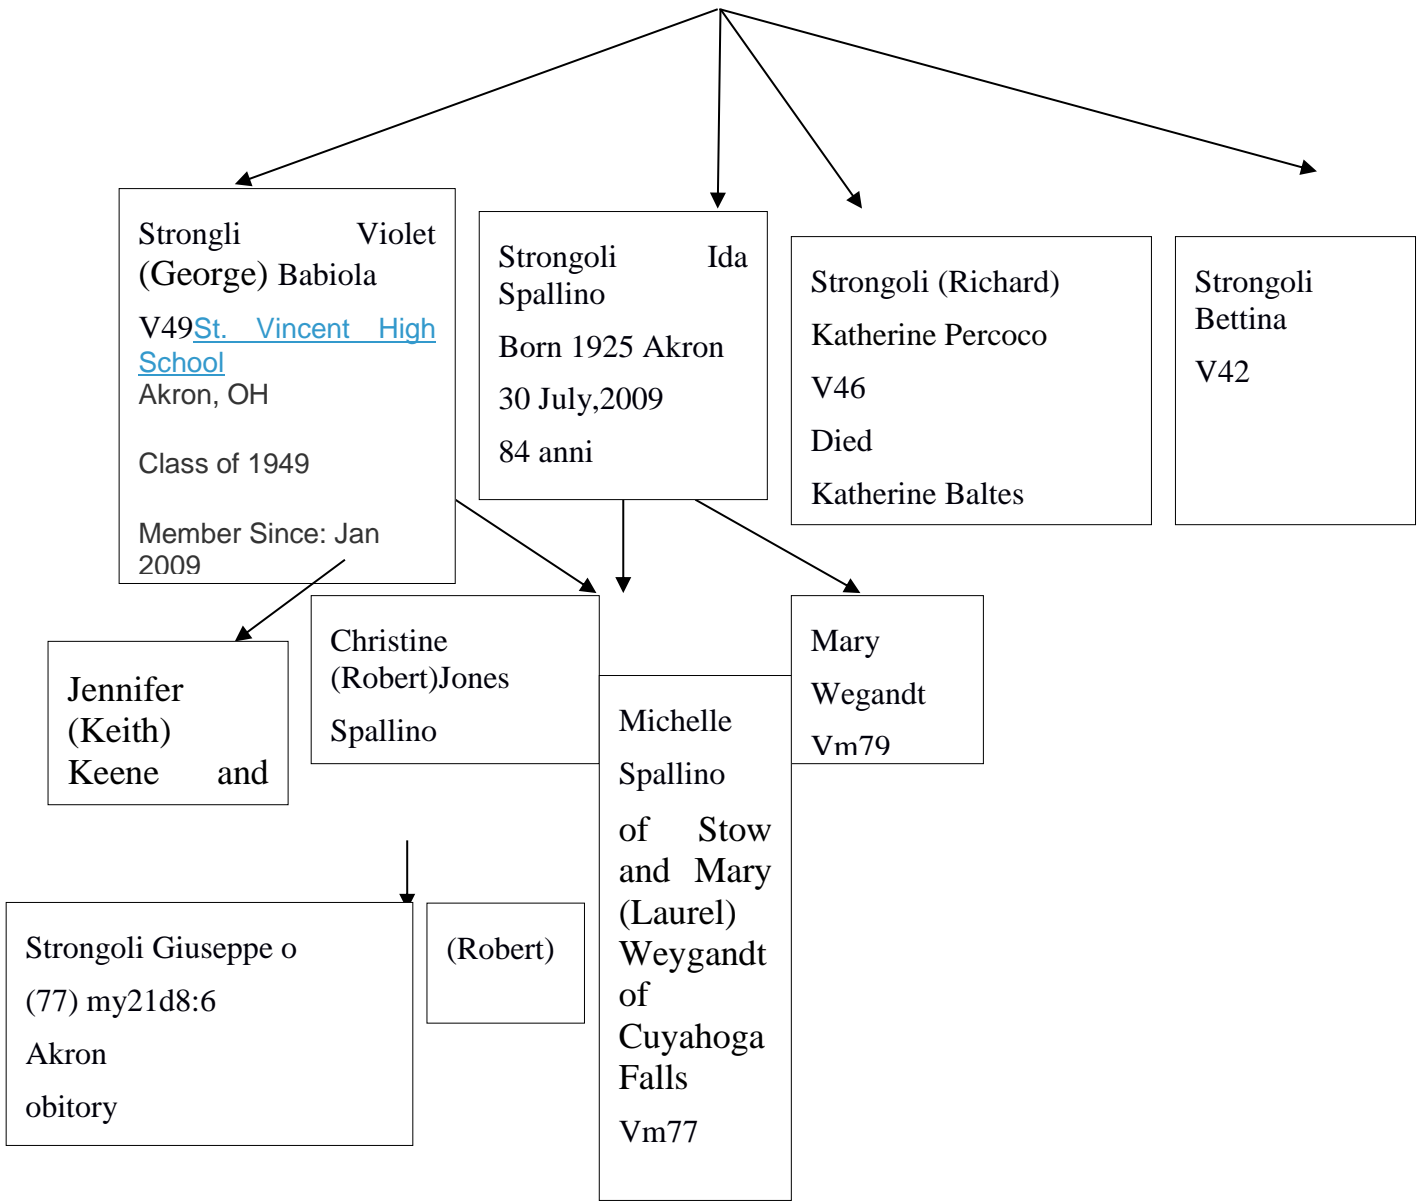 Strongli Violet
(George) Babiola
V49St. Vincent High
School
Akron, OH
Class of 1949
Member Since: Jan
2009
Strongoli Ida
Spallino
Born 1925 Akron
30 July,2009
84 anni
Strongoli (Richard)
Katherine Percoco
V46
Died
Katherine Baltes
Strongoli
Bettina
V42
Jennifer
(Keith)
Keene and
Christine
(Robert)Jones
Spallino
Michelle
Spallino
of Stow
and Mary
(Laurel)
Weygandt
of
Cuyahoga
Falls
Vm77
Mary
Wegandt
Vm79
Strongoli Giuseppe o
(77) my21d8:6
Akron
obitory
(Robert)